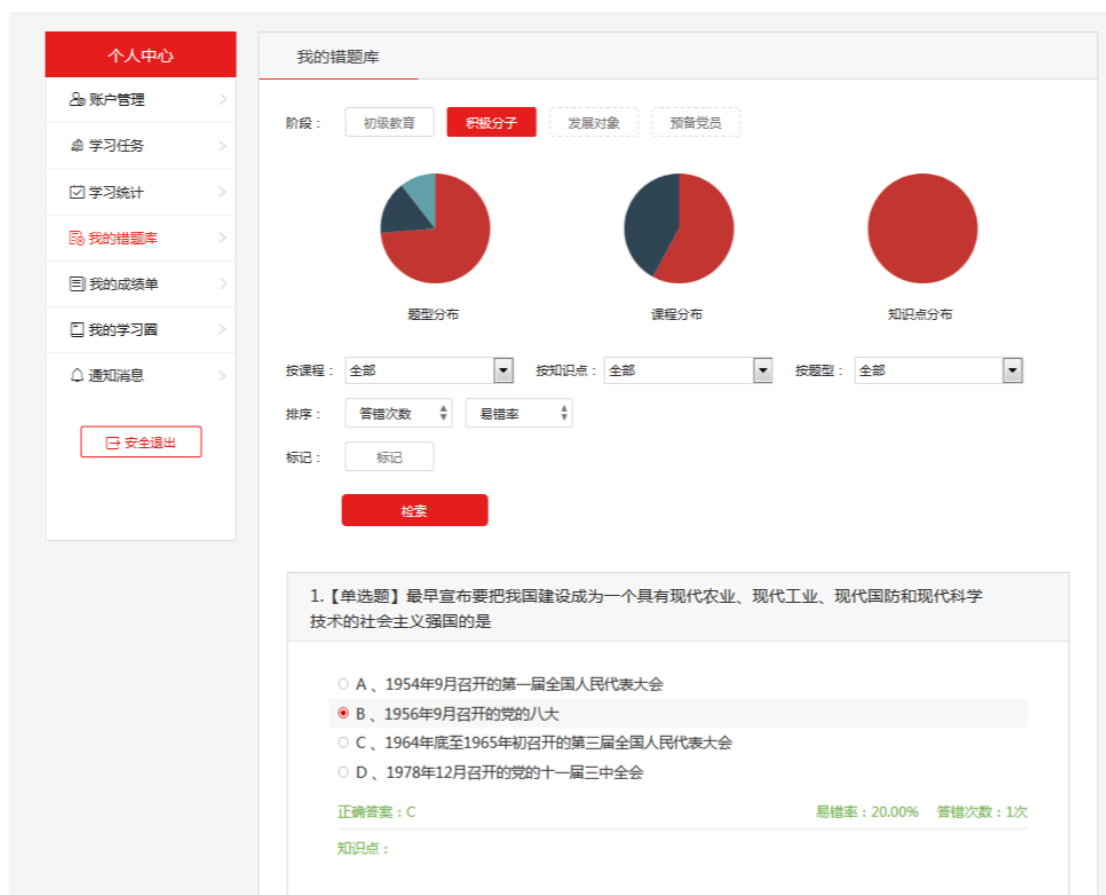 个人中心
账户管理
学习任务
学习统计
我的错题库
我的成绩单
我的学习圈
通知消息
安全退出
我的错题库
阶段： 初级教育 积极分子 发展对象 预备党员
题型分布 课程分布 知识点分布
按课程： 全部 按知识点： 全部 按题型： 全部
排序： 答错次数 易错率
标记： 标记
检索
1.【单选题】最早宣布要把我国建设成为一个具有现代农业、现代工业、现代国防和现代科学
技术的社会主义强国的是
A 、1954年9月召开的第一届全国人民代表大会
B 、1956年9月召开的党的八大
C 、1964年底至1965年初召开的第三届全国人民代表大会
D 、1978年12月召开的党的十一届三中全会
正确答案：C 易错率：20.00% 答错次数：1次
知识点：